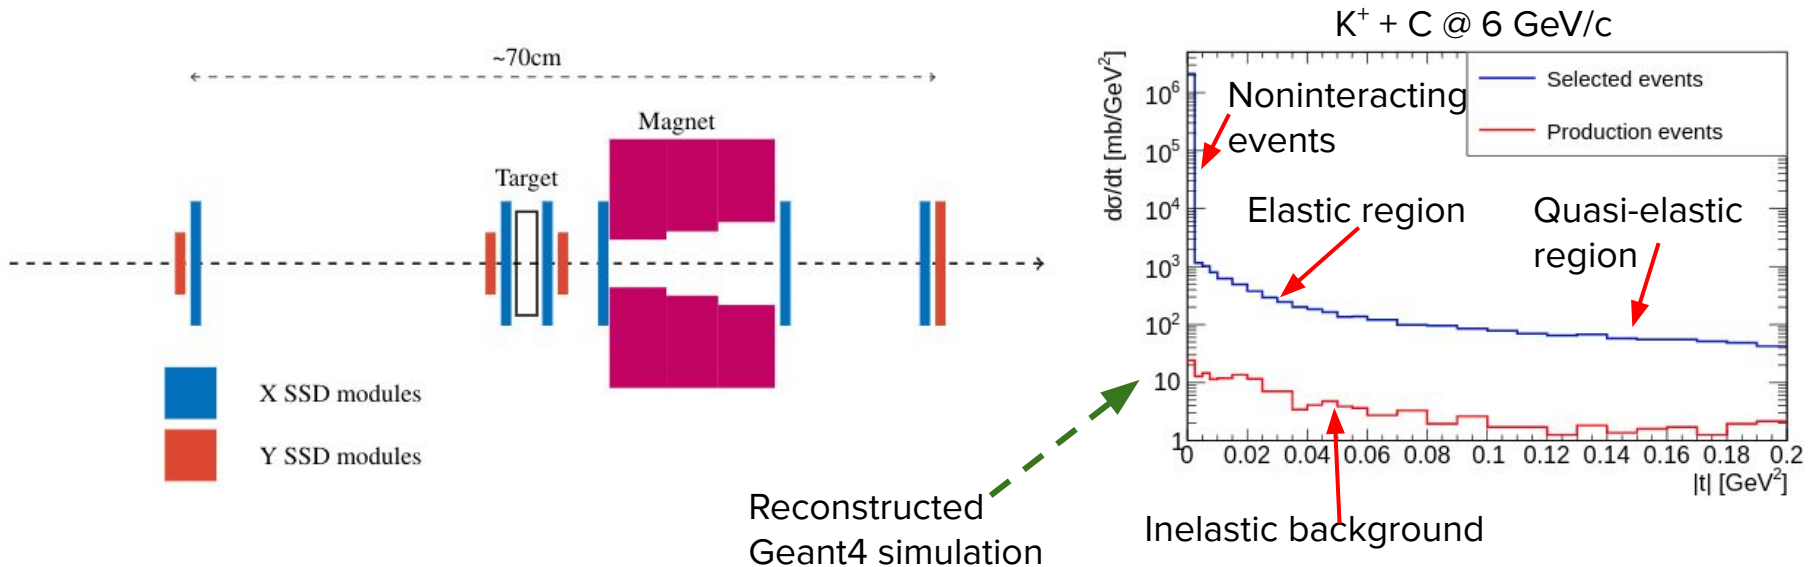 ~70cm
Magnet
Target
X SSD modules
Y SSD modules
Reconstructed
Geant4 simulation
K⁺ + C @ 6 GeV/c
dσ/dt [mb/GeV²]
Selected events
Production events
Noninteracting
events
Elastic region
Quasi-elastic
region
10⁶
10⁵
10⁴
10³
10²
10
1
0 0.02 0.04 0.06 0.08 0.1 0.12 0.14 0.16 0.18 0.2
|t| [GeV²]
Inelastic background